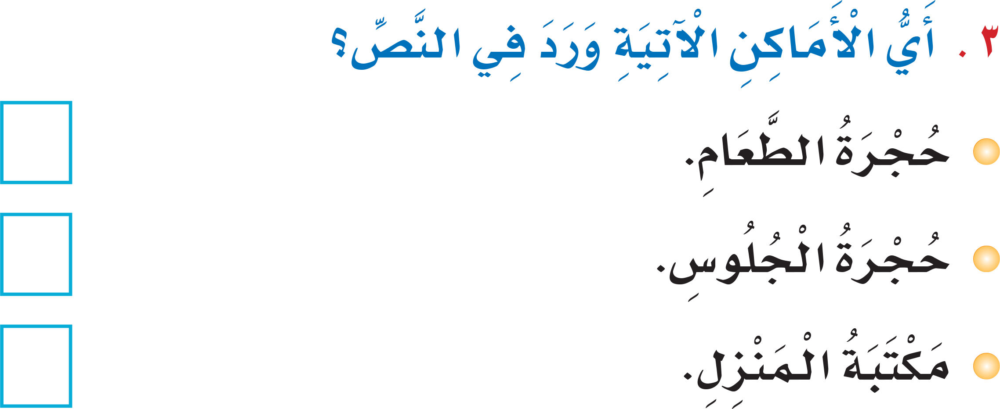 ٣. أَيُّ الْأَمَاكِنِ الْآتِيَةِ وَرَدَ فِي النَّصِّ؟
حُجْرَةُ الطَّعَامِ.
حُجْرَةُ الْجُلُوسِ.
مَكْتَبَةُ الْمَنْزِلِ.